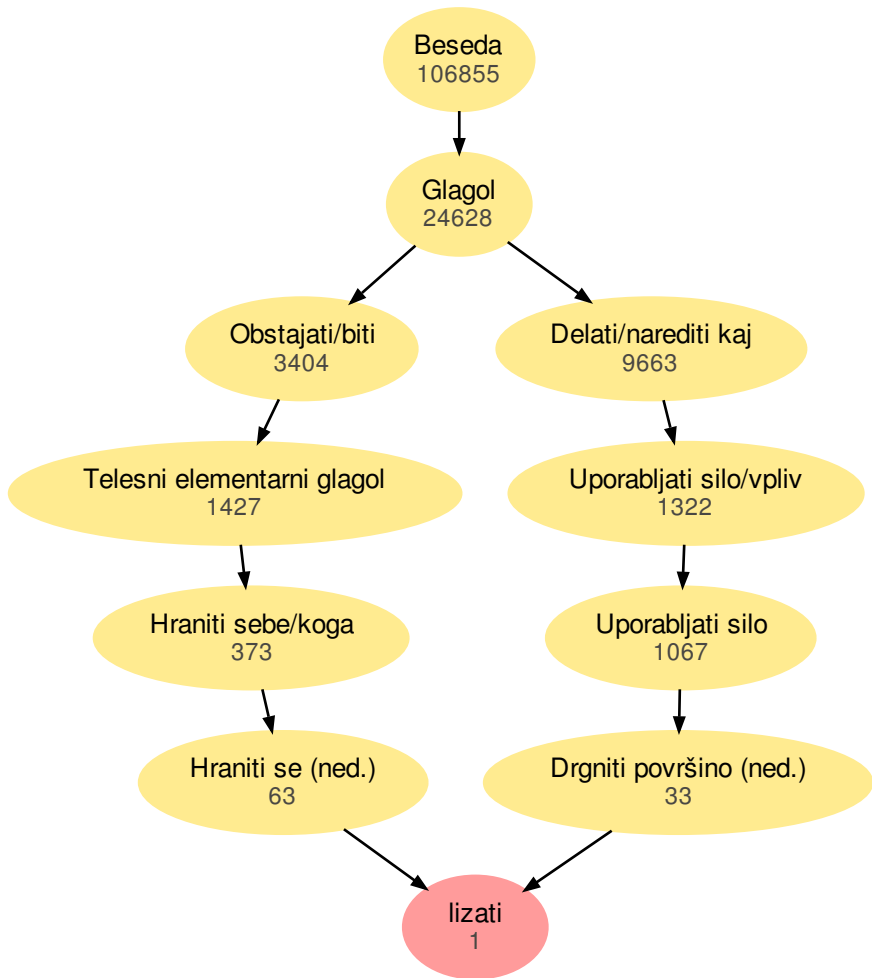 Beseda
106855
Glagol
24628
Obstajati/biti
3404
Delati/narediti kaj
9663
Telesni elementarni glagol
1427
Uporabljati silo/vpliv
1322
Hraniti sebe/koga
373
Uporabljati silo
1067
Hraniti se (ned.)
63
Drgniti površino (ned.)
33
lizati
1